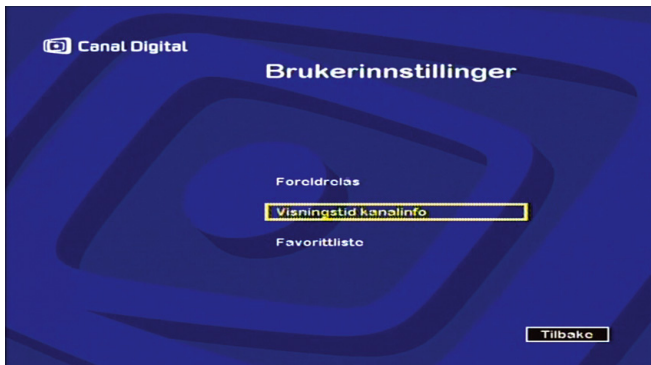 Canal Digital
Brukerinnstillinger
Foreldrelås
Visningstid kanalinfo
Favorittliste
Tilbake